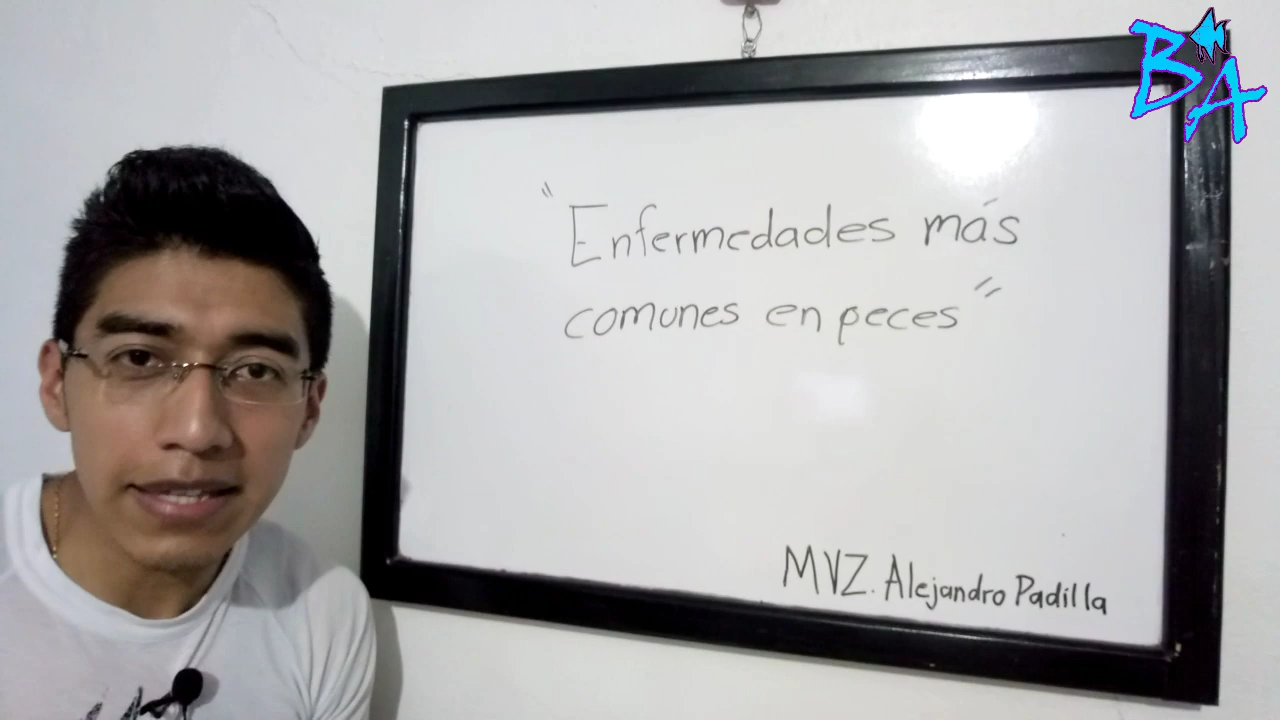 BA
"Enfermedades más
comunes en peces"
MVZ. Alejandro Padilla